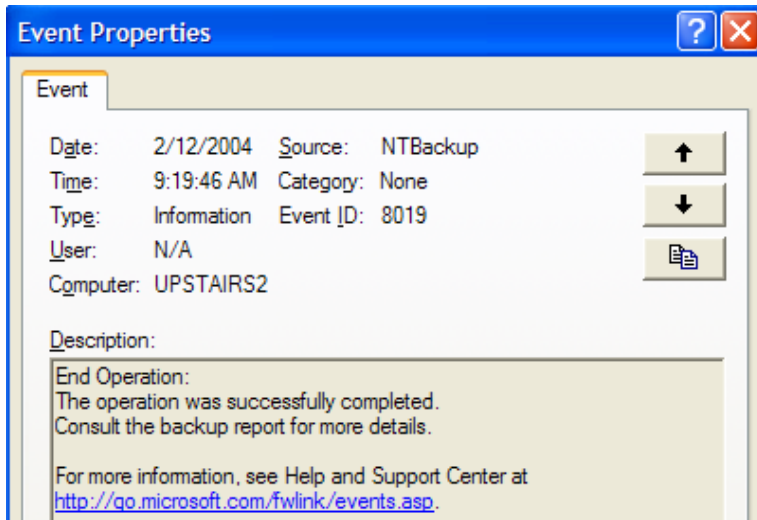 Event Properties
Event
Date: 2/12/2004 Source: NTBackup
Time: 9:19:46 AM Category: None
Type: Information Event ID: 8019
User: N/A
Computer: UPSTAIRS2
Description:
End Operation:
The operation was successfully completed.
Consult the backup report for more details.
For more information, see Help and Support Center at
http://go.microsoft.com/fwlink/events.asp.